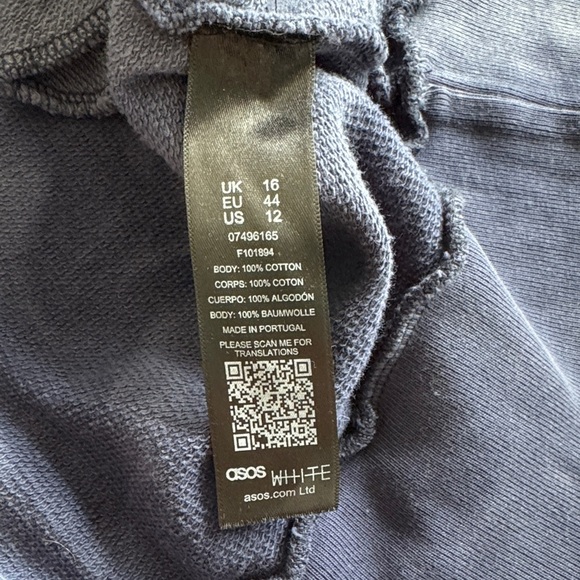 UK 16
EU 44
US 12
07496165
F101894
BODY: 100% COTTON
CORPS: 100% COTON
CUERPO: 100% ALGODÓN
BODY: 100% BAUMWOLLE
MADE IN PORTUGAL
PLEASE SCAN ME FOR
TRANSLATIONS
asos WHITE
asos.com Ltd